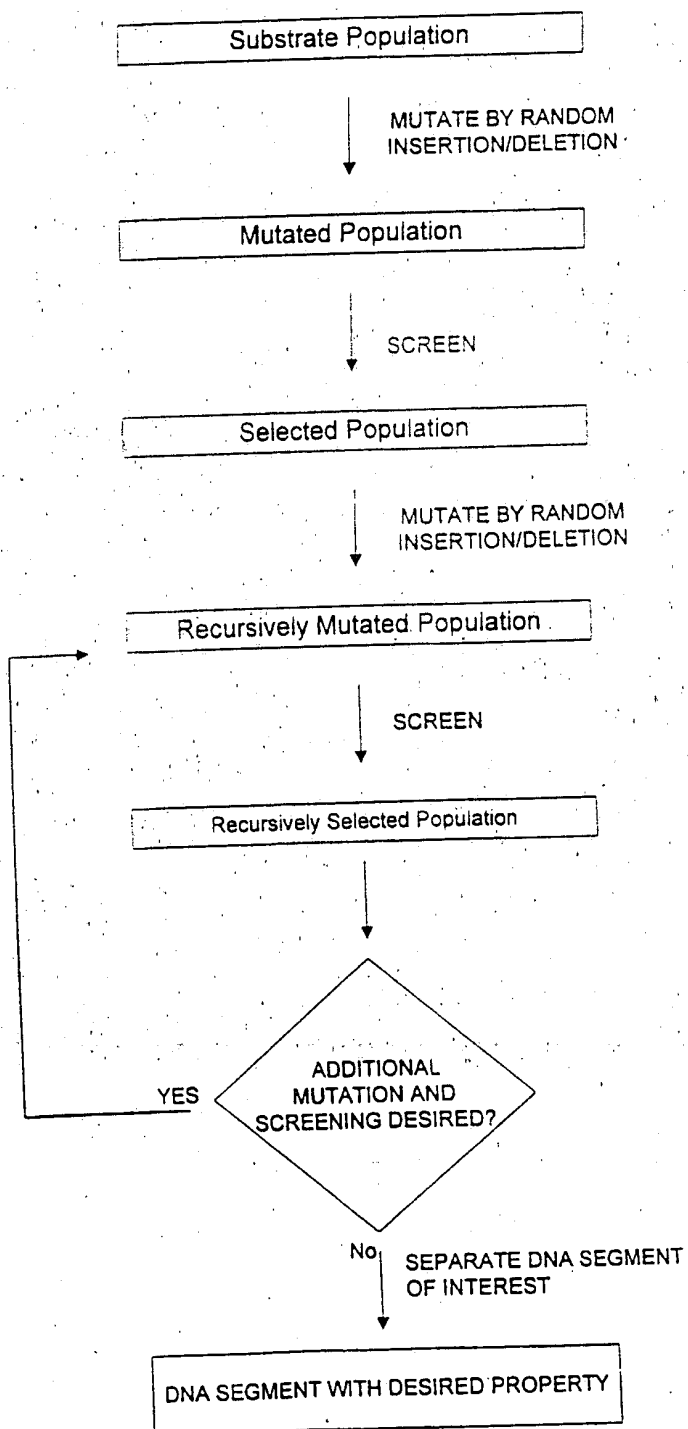 Substrate Population
MUTATE BY RANDOM
INSERTION/DELETION
Mutated Population
SCREEN
Selected Population
MUTATE BY RANDOM
INSERTION/DELETION
Recursively Mutated Population
SCREEN
Recursively Selected Population
ADDITIONAL
MUTATION AND
SCREENING DESIRED?
YES
No
SEPARATE DNA SEGMENT
OF INTEREST
DNA SEGMENT WITH DESIRED PROPERTY